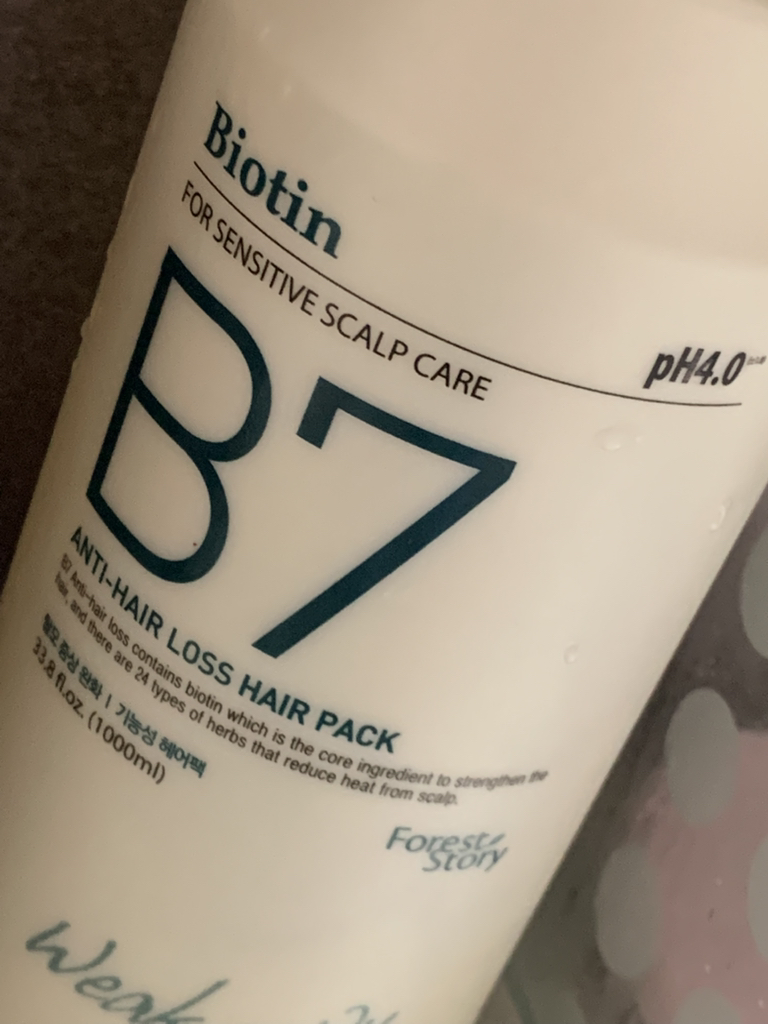 Biotin
FOR SENSITIVE SCALP CARE
pH4.0
B7
ANTI-HAIR LOSS HAIR PACK
B7 Anti-hair loss contains biotin which is the core ingredient to strengthen the
hair, and there are 24 types of herbs that reduce heat from scalp.
탈모 증상 완화 | 기능성 헤어팩
33.8 fl.oz. (1000ml)
Forest
Story
Weak